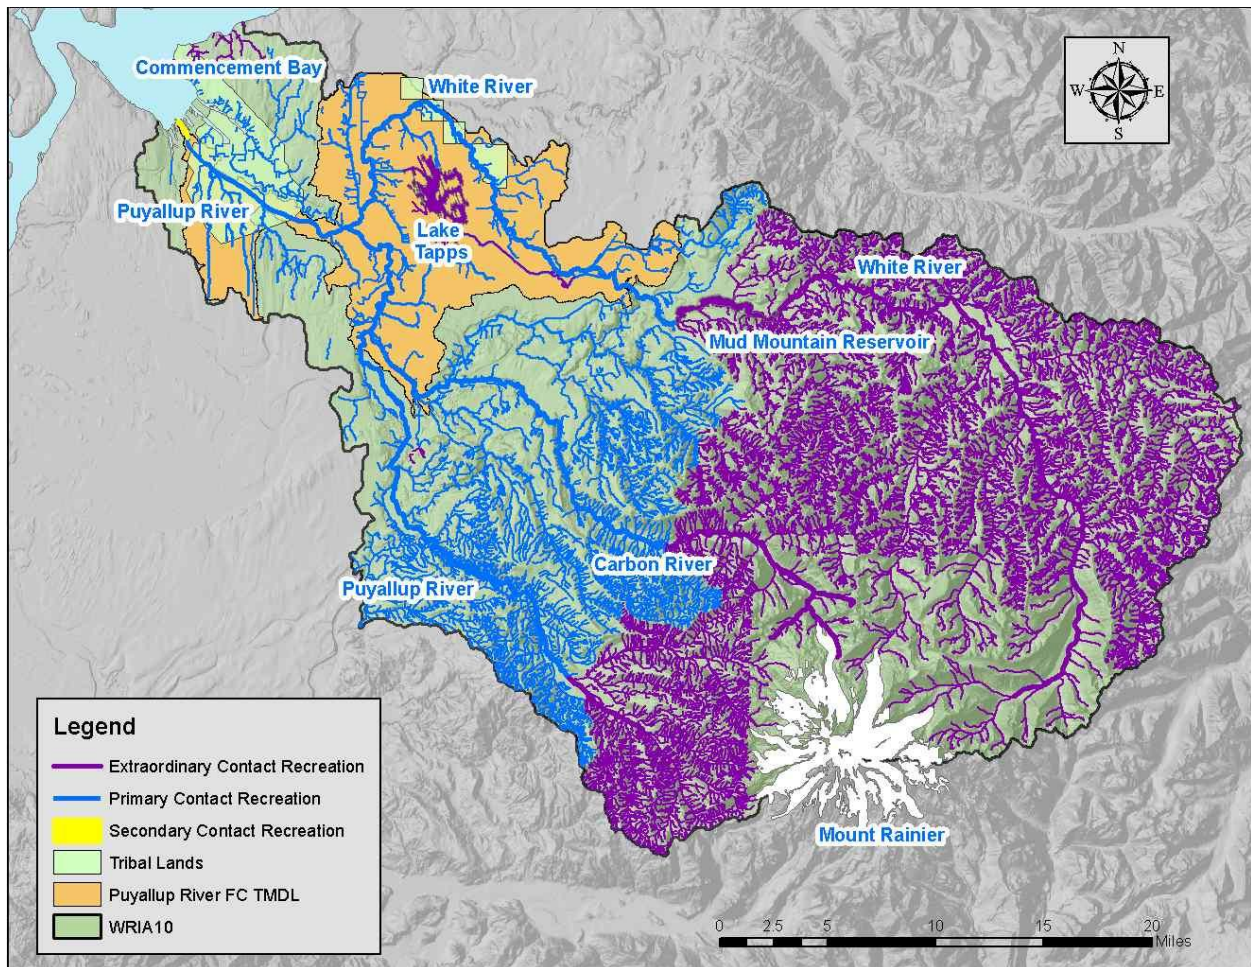 Commencement Bay
White River
N
W
E
S
Puyallup River
Lake
Tapps
White River
Mud Mountain Reservoir
Carbon River
Puyallup River
Mount Rainier
Legend
Extraordinary Contact Recreation
Primary Contact Recreation
Secondary Contact Recreation
Tribal Lands
Puyallup River FC TMDL
WRIA10
0 2.5 5 10 15 20
Miles